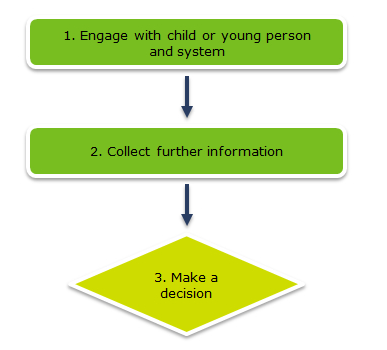 1. Engage with child or young person
and system
2. Collect further information
3. Make a
decision